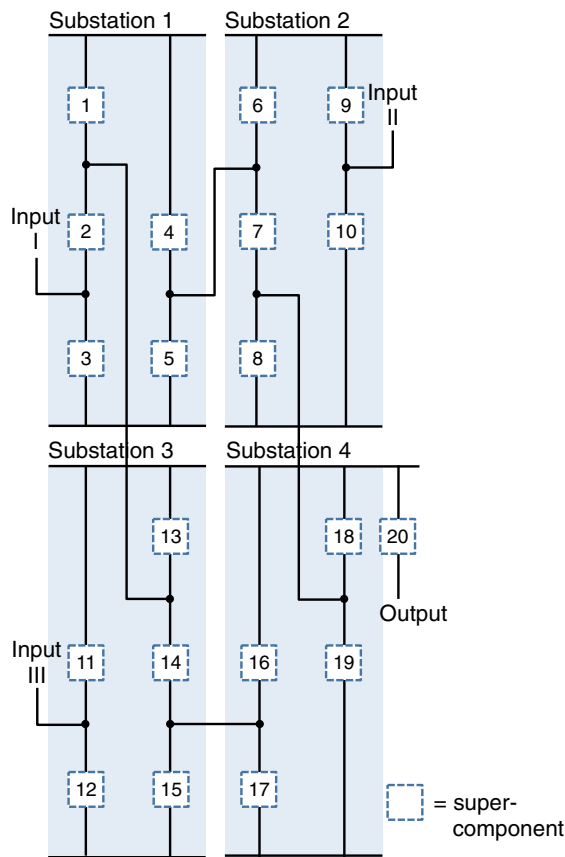 Substation 1
Substation 2
1
6
9
Input
II
Input
I
2
4
7
10
3
5
8
Substation 3
Substation 4
13
18
20
Output
Input
III
11
14
16
19
12
15
17
= super-
component